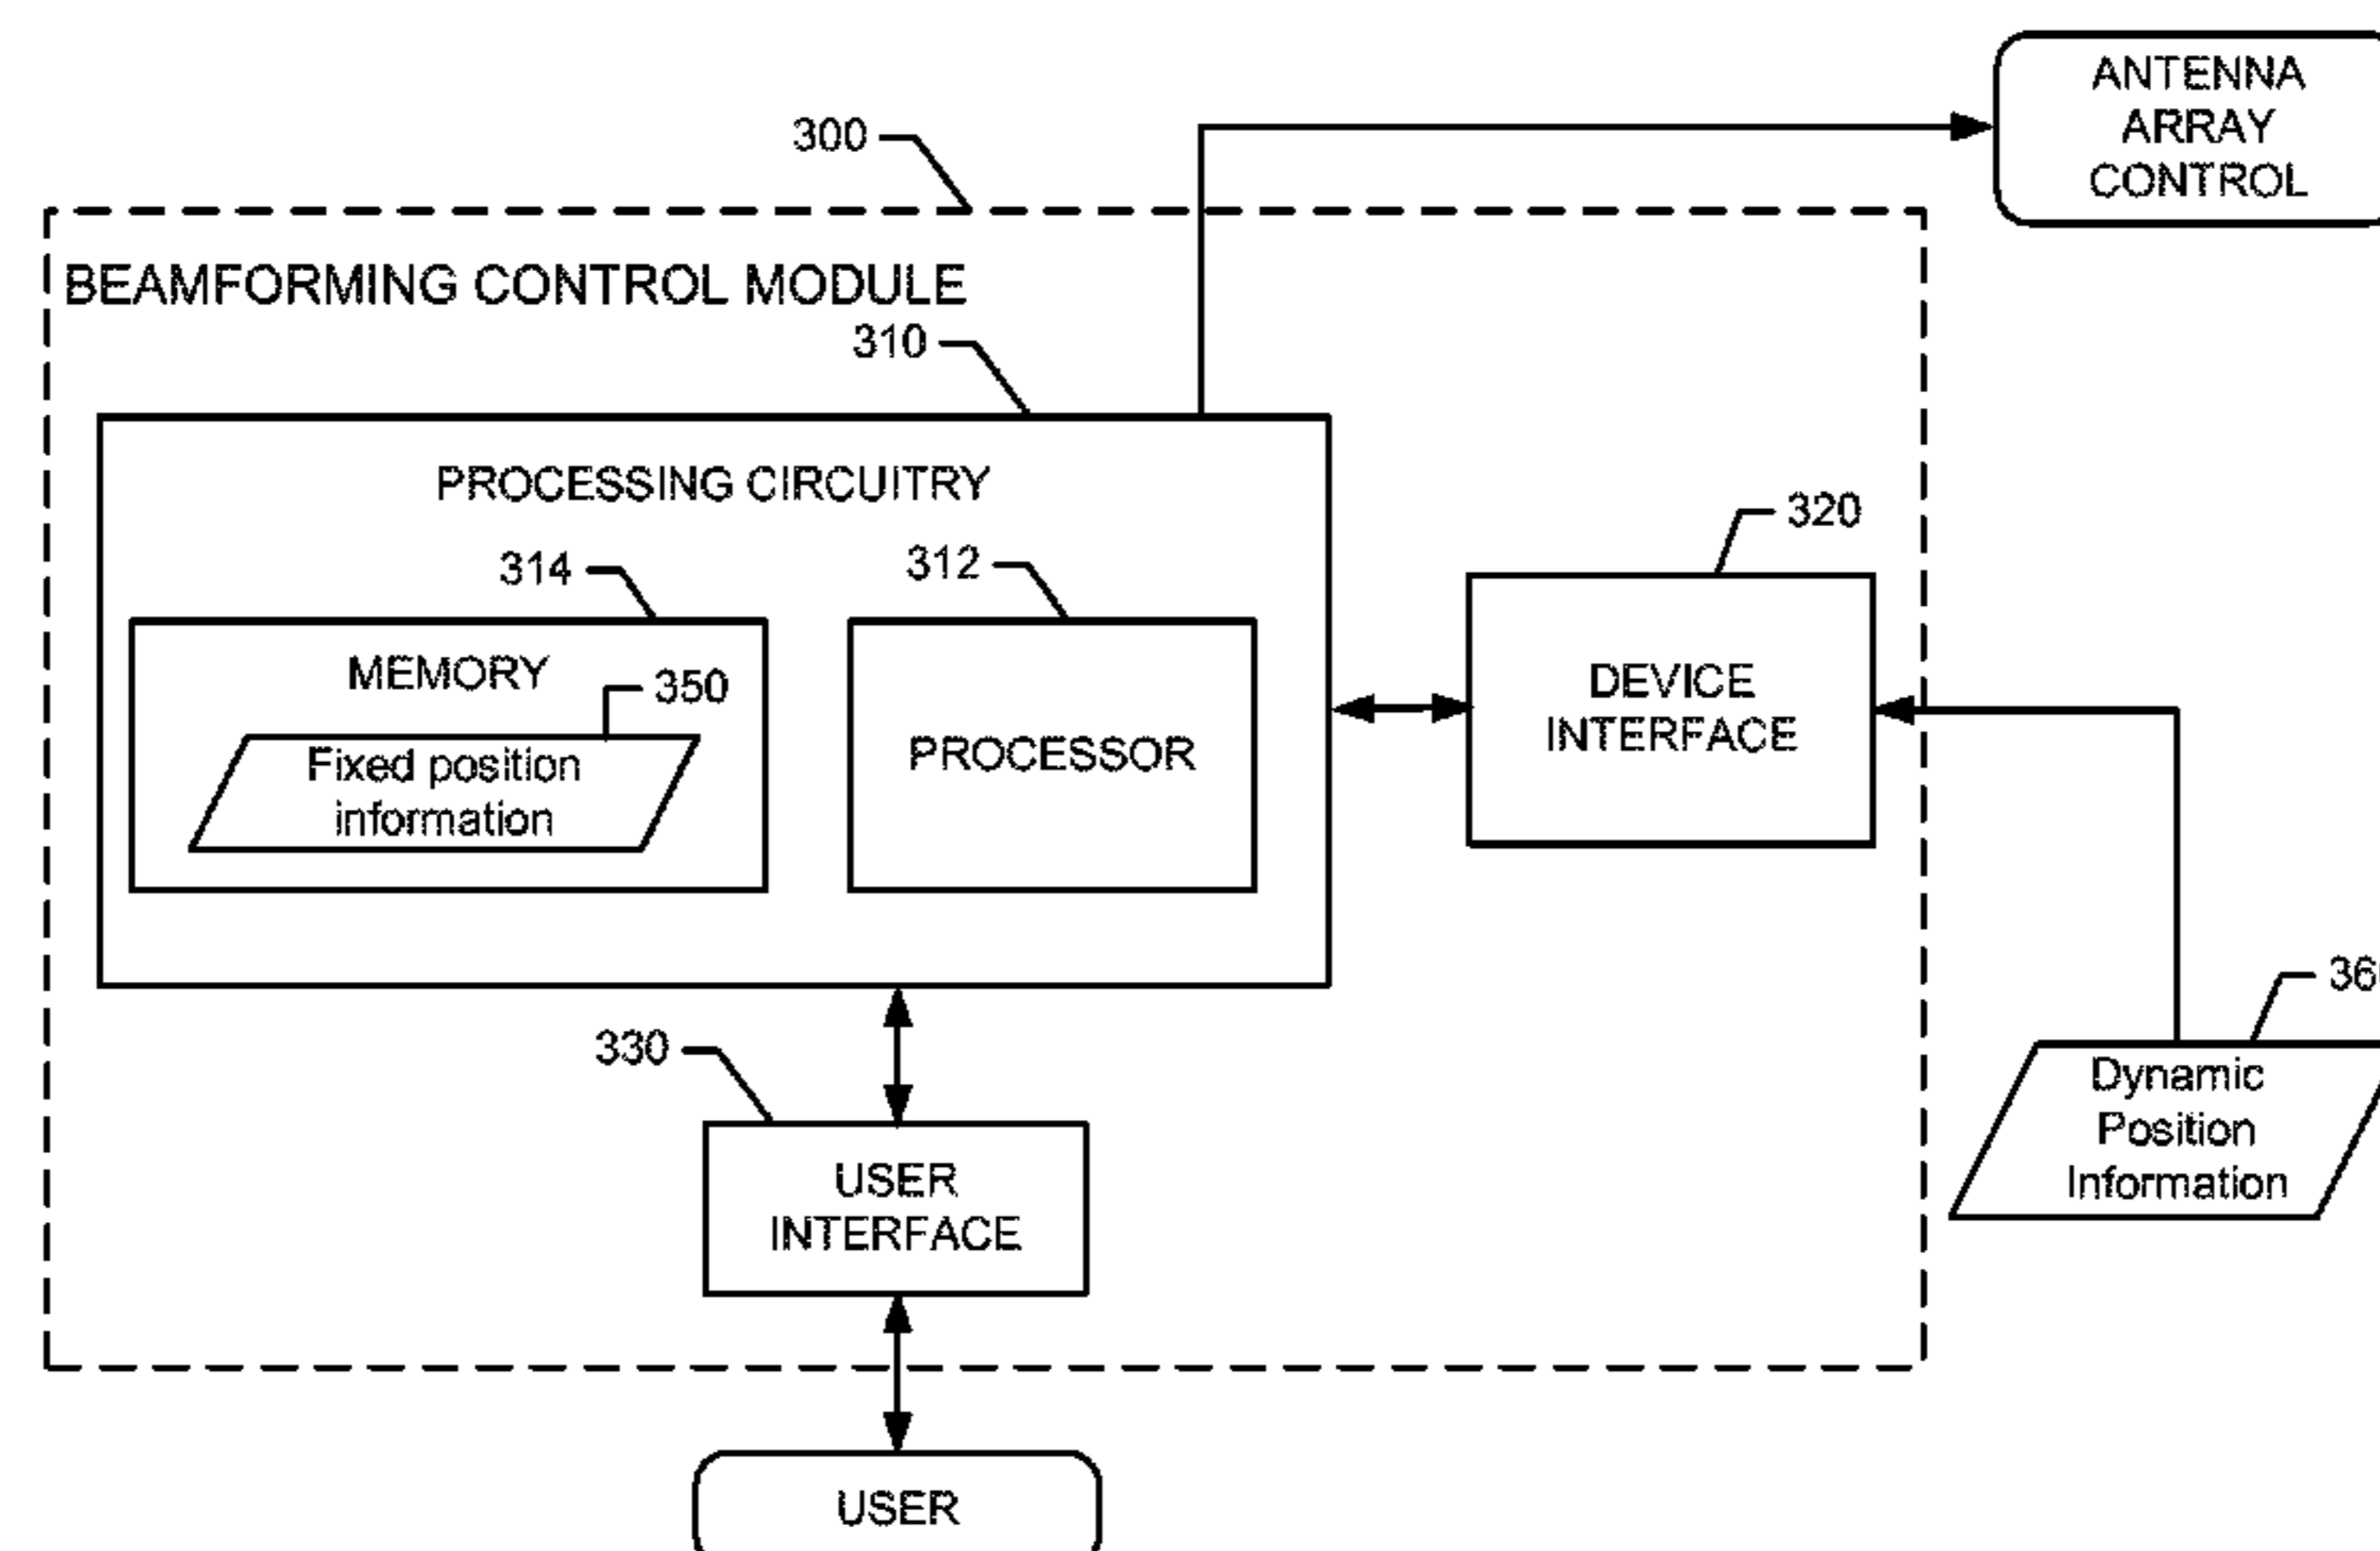 ANTENNA
ARRAY
CONTROL
300
BEAMFORMING CONTROL MODULE
310
PROCESSING CIRCUITRY
320
314
312
MEMORY
350
Fixed position
information
PROCESSOR
DEVICE
INTERFACE
36
330
Dynamic
Position
Information
USER
INTERFACE
USER